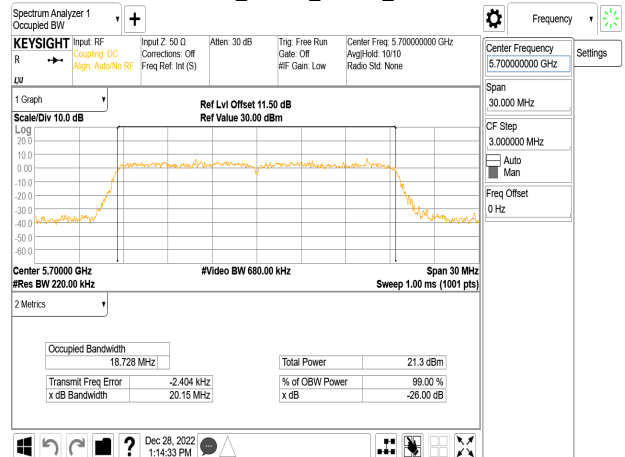 Spectrum Analyzer 1
Occupied BW
Frequency
KEYSIGHT
R
Input: RF
Coupling: DC
Align: Auto/No RF
Input Z: 50 Ω
Corrections: Off
Freq Ref: Int (S)
Atten: 30 dB
Trig: Free Run
Gate: Off
#IF Gain: Low
Center Freq: 5.700000000 GHz
Avg|Hold: 10/10
Radio Std: None
Center Frequency
5.700000000 GHz
Settings
Span
30.000 MHz
CF Step
3.000000 MHz
Auto
Man
Freq Offset
0 Hz
1 Graph
Scale/Div 10.0 dB
Ref Lvl Offset 11.50 dB
Ref Value 30.00 dBm
Log
20.0
10.0
0.00
-10.0
-20.0
-30.0
-40.0
-50.0
-60.0
Center 5.70000 GHz
#Video BW 680.00 kHz
Span 30 MHz
#Res BW 220.00 kHz
Sweep 1.00 ms (1001 pts)
2 Metrics
Occupied Bandwidth
18.728 MHz
Total Power 21.3 dBm
Transmit Freq Error -2.404 kHz
% of OBW Power 99.00 %
x dB Bandwidth 20.15 MHz
x dB -26.00 dB
?
Dec 28, 2022
1:14:33 PM